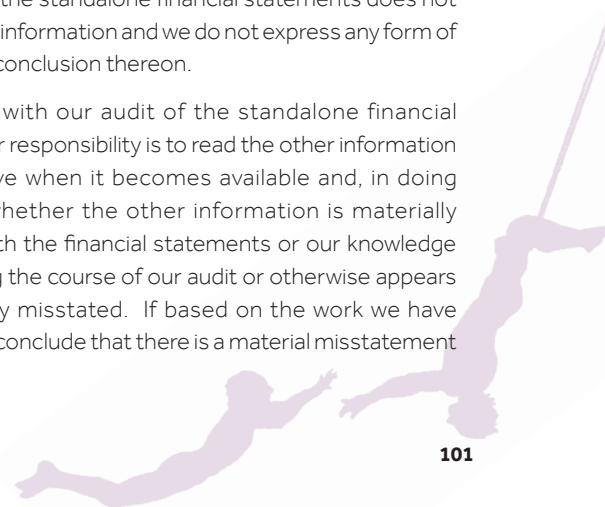 the standalone financial statements does not
information and we do not express any form of
conclusion thereon.
with our audit of the standalone financial
responsibility is to read the other information
when it becomes available and, in doing
whether the other information is materially
the financial statements or our knowledge
the course of our audit or otherwise appears
misstated. If based on the work we have
conclude that there is a material misstatement
101